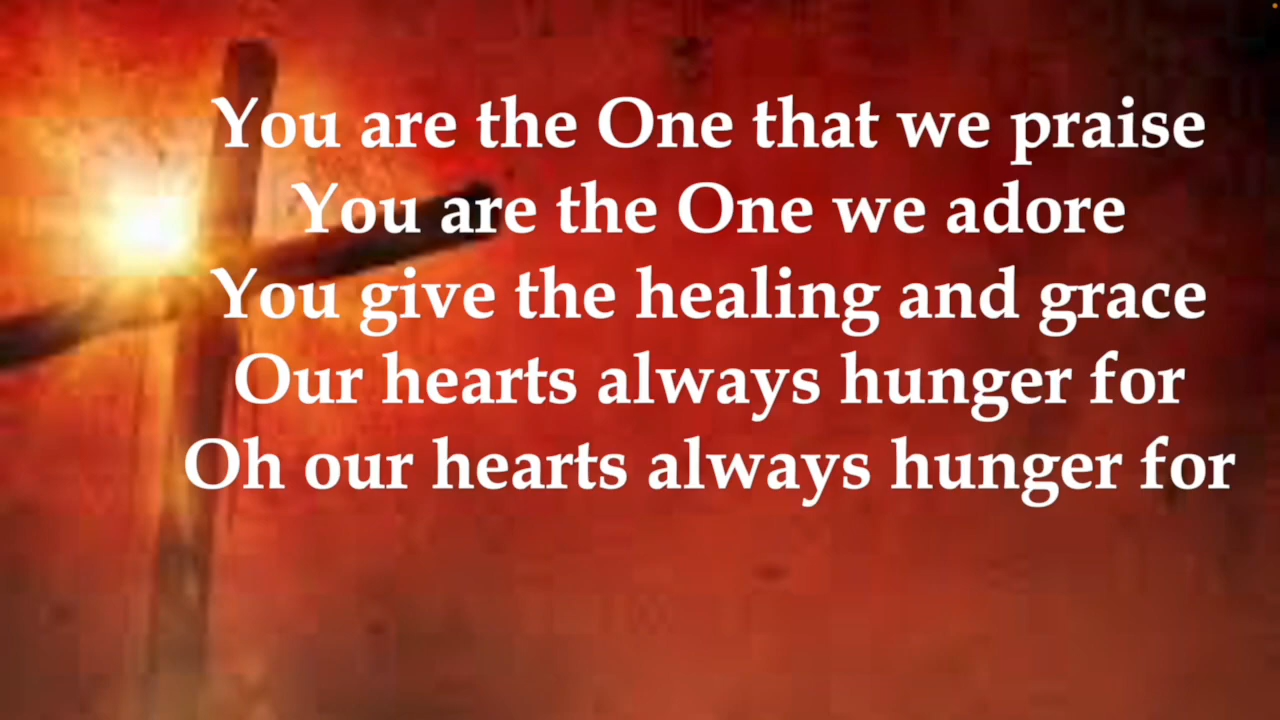 You are the One that we praise
You are the One we adore
You give the healing and grace
Our hearts always hunger for
Oh our hearts always hunger for